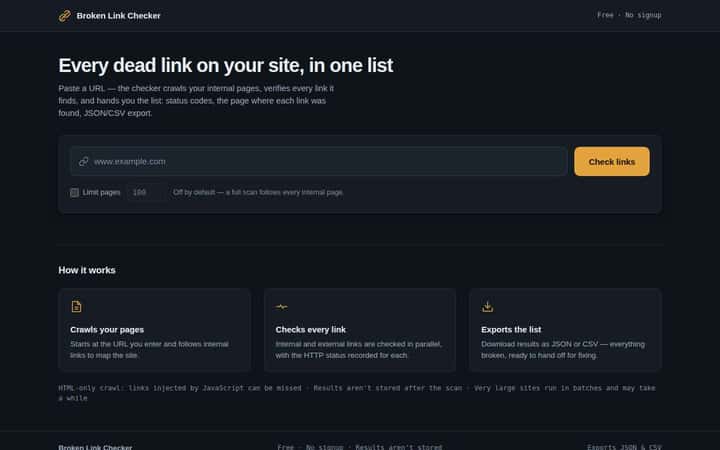 Broken Link Checker
Free · No signup
Every dead link on your site, in one list
Paste a URL — the checker crawls your internal pages, verifies every link it
finds, and hands you the list: status codes, the page where each link was
found, JSON/CSV export.
www.example.com
Check links
Limit pages
100
Off by default — a full scan follows every internal page.
How it works
Crawls your pages
Starts at the URL you enter and follows internal
links to map the site.
Checks every link
Internal and external links are checked in parallel,
with the HTTP status recorded for each.
Exports the list
Download results as JSON or CSV — everything
broken, ready to hand off for fixing.
HTML-only crawl: links injected by JavaScript can be missed · Results aren't stored after the scan · Very large sites run in batches and may take
a while
Broken Link Checker
Free · No signup · Results aren't stored
Exports JSON & CSV